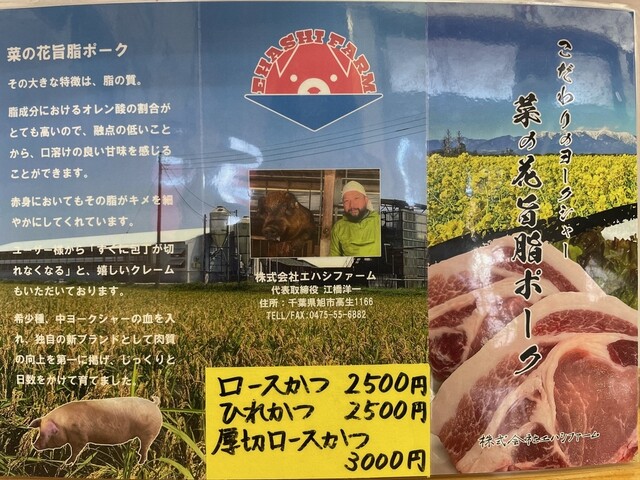 菜の花旨脂ポーク
その大きな特徴は、脂の質。
脂成分におけるオレン酸の割合が
とても高いので、融点の低いこと
から、口溶けの良い甘味を感じる
ことができます。
赤身においてもその脂がキメを細
やかにしてくれています。
ユーザー様から「すぐに包丁が切
れなくなる」と、嬉しいクレーム
もいただいております。
希少種、中ヨークシャーの血を入
れ、独自の新ブランドとして肉質
の向上を第一に掲げ、じっくりと
日数をかけて育てました。
EHASHI FARM
株式会社エハシファーム
代表取締役 江橋洋一
住所：千葉県旭市高生1166
TELL/FAX:0475-55-6882
ロースかつ 2500円
ひれかつ 2500円
厚切ロースかつ
3000円
こだわりのヨークシャー
菜の花旨脂ポーク
株式会社エハシファーム